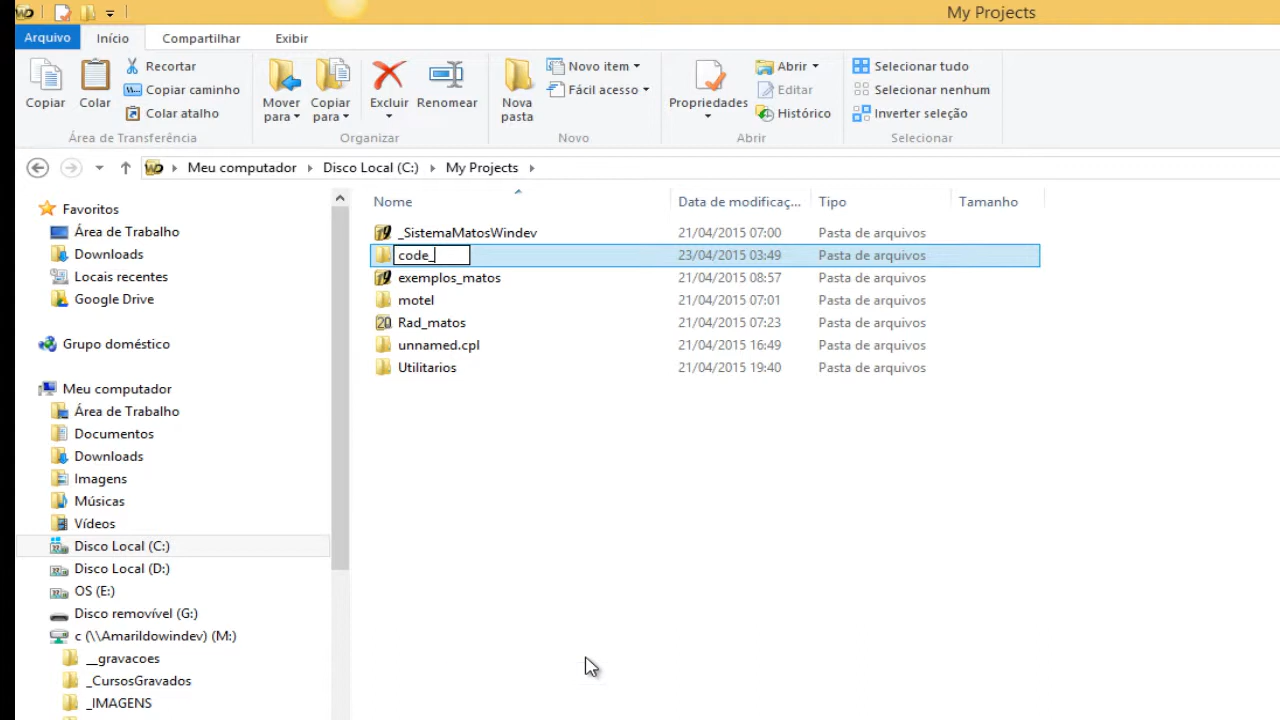 My Projects
Arquivo Início Compartilhar Exibir
Copiar
Colar
Recortar
Copiar caminho
Colar atalho
Área de Transferência
Mover para
Copiar para
Excluir
Renomear
Organizar
Nova pasta
Novo item
Fácil acesso
Novo
Propriedades
Abrir
Editar
Histórico
Abrir
Selecionar tudo
Selecionar nenhum
Inverter seleção
Selecionar
Meu computador Disco Local (C:) My Projects
Favoritos
Área de Trabalho
Downloads
Locais recentes
Google Drive
Grupo doméstico
Meu computador
Área de Trabalho
Documentos
Downloads
Imagens
Músicas
Vídeos
Disco Local (C:)
Disco Local (D:)
OS (E:)
Disco removível (G:)
c (\\Amarildowindev) (M:)
__gravacoes
_CursosGravados
_IMAGENS
Nome Data de modificaç... Tipo Tamanho
_SistemaMatosWindev 21/04/2015 07:00 Pasta de arquivos
code_ 23/04/2015 03:49 Pasta de arquivos
exemplos_matos 21/04/2015 08:57 Pasta de arquivos
motel 21/04/2015 07:01 Pasta de arquivos
Rad_matos 21/04/2015 07:23 Pasta de arquivos
unnamed.cpl 21/04/2015 16:49 Pasta de arquivos
Utilitarios 21/04/2015 19:40 Pasta de arquivos